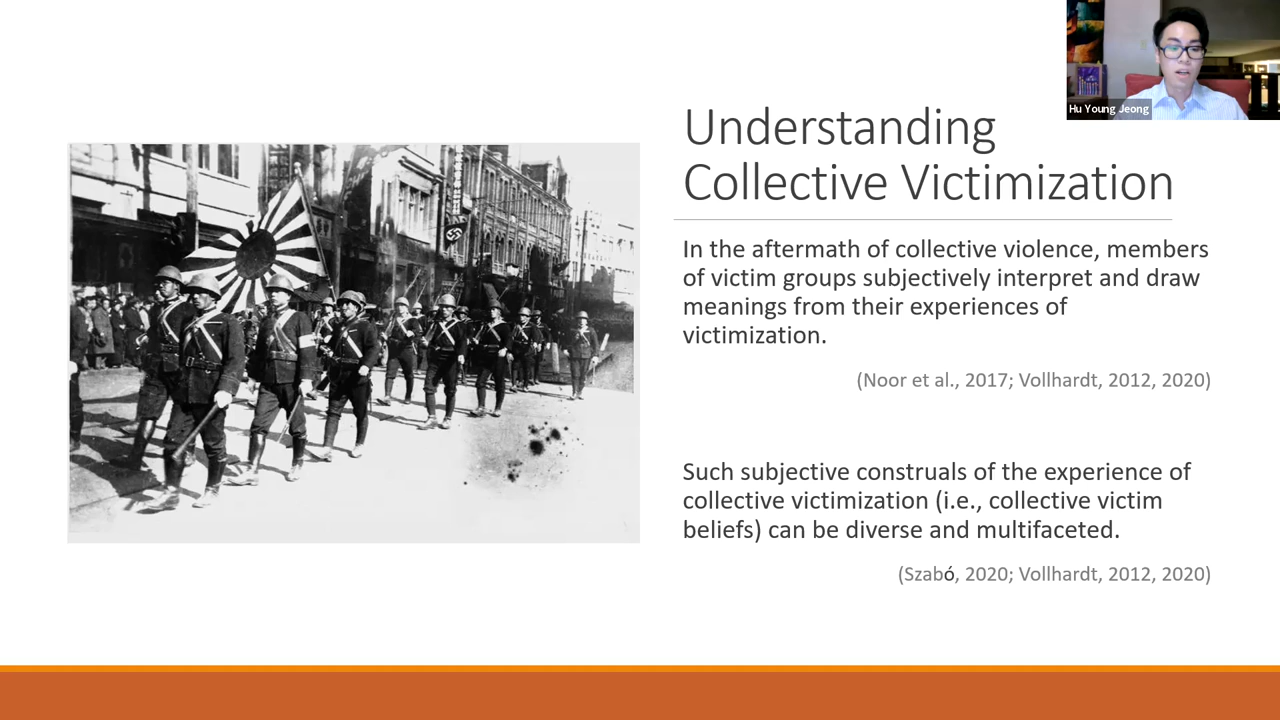 Hu Young Jeong
Understanding
Collective Victimization
In the aftermath of collective violence, members
of victim groups subjectively interpret and draw
meanings from their experiences of
victimization.
(Noor et al., 2017; Vollhardt, 2012, 2020)
Such subjective construals of the experience of
collective victimization (i.e., collective victim
beliefs) can be diverse and multifaceted.
(Szabó, 2020; Vollhardt, 2012, 2020)